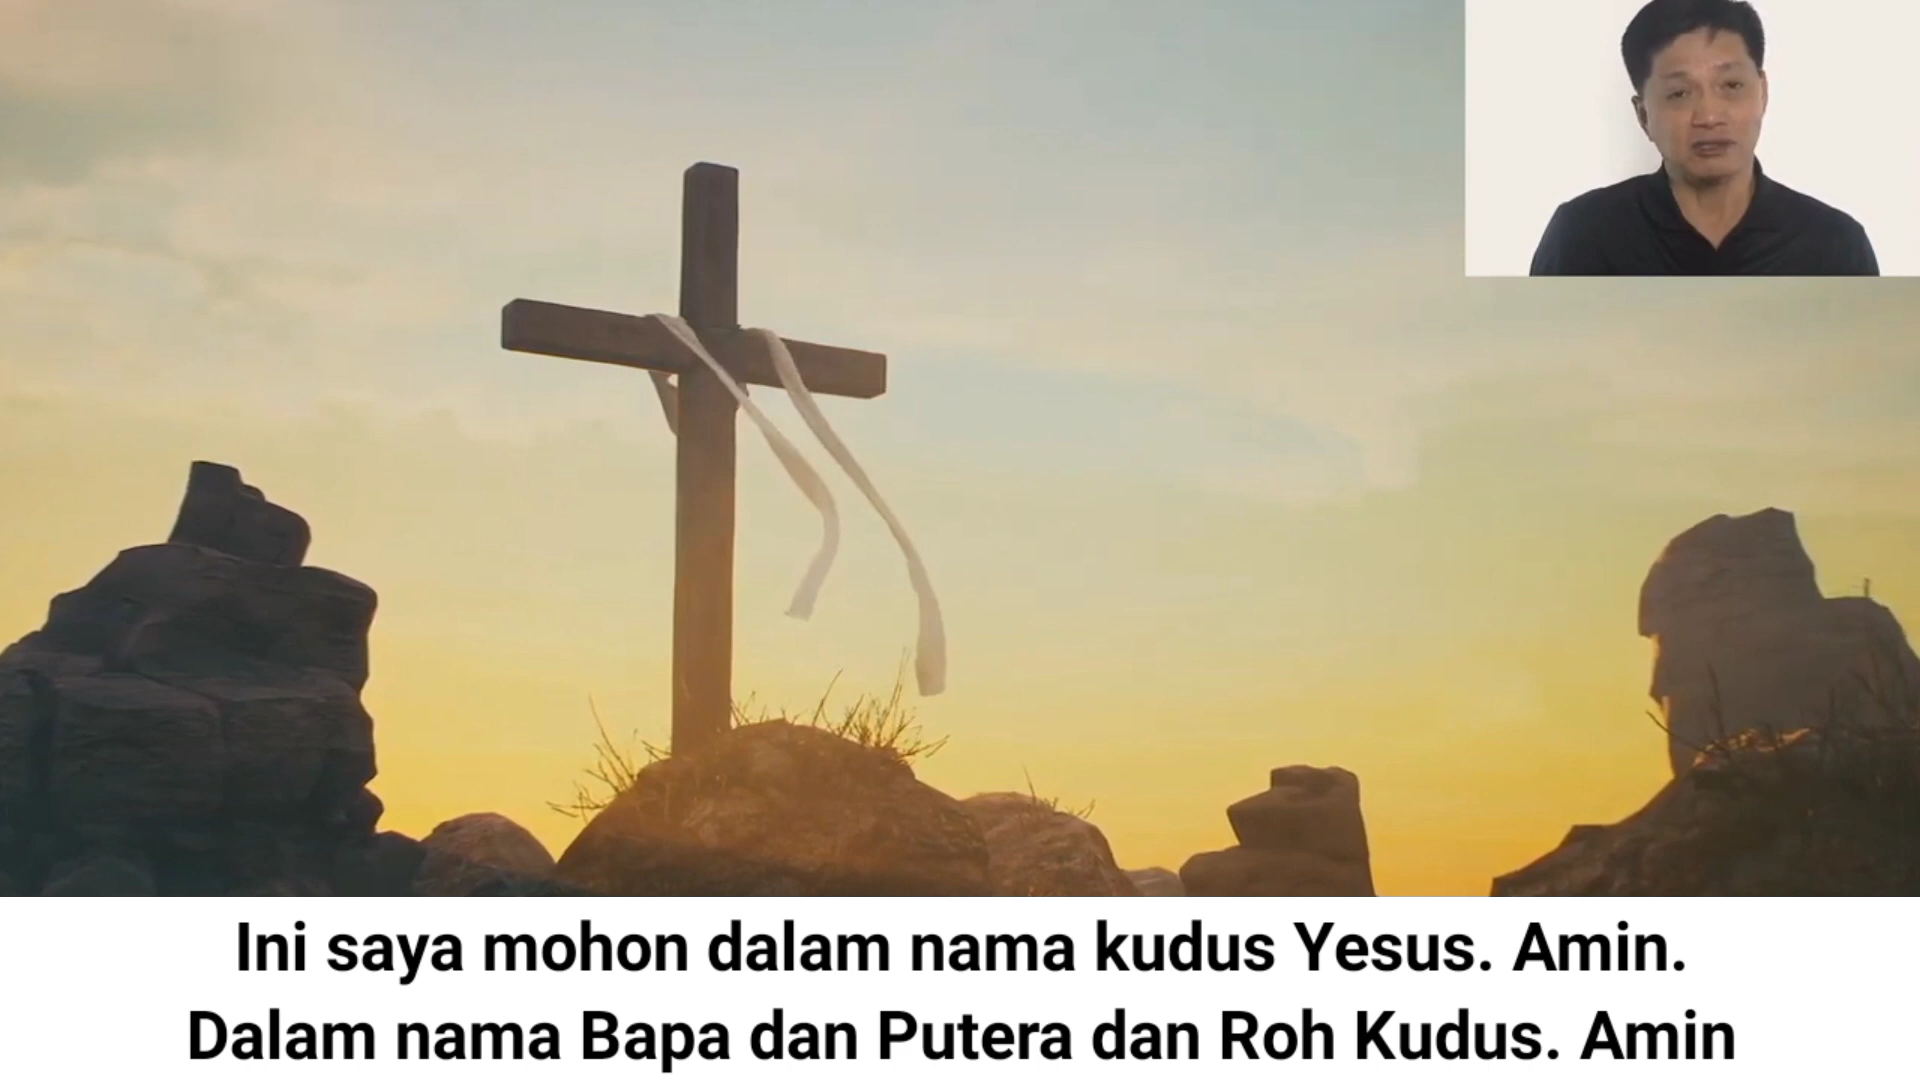 Ini saya mohon dalam nama kudus Yesus. Amin.
Dalam nama Bapa dan Putera dan Roh Kudus. Amin